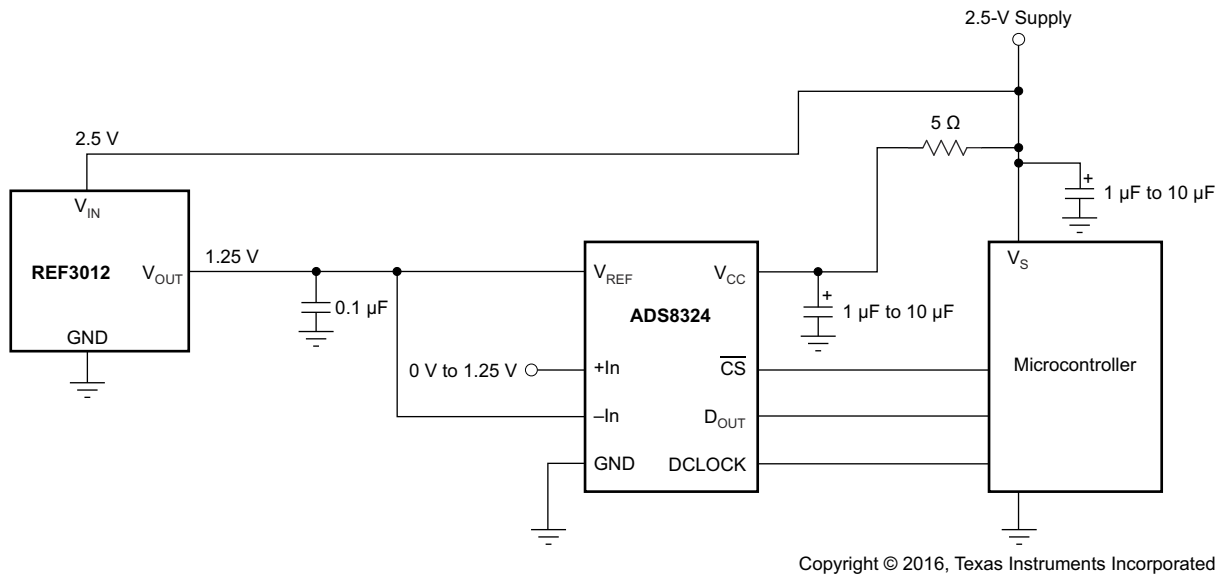 2.5-V Supply
5 Ω
2.5 V
+
1 µF to 10 µF
V_IN
REF3012
V_OUT
GND
1.25 V
0.1 µF
0 V to 1.25 V
V_REF
V_CC
ADS8324
+In
C̅S̅
–In
D_OUT
GND
DCLOCK
+
1 µF to 10 µF
V_S
Microcontroller
Copyright © 2016, Texas Instruments Incorporated